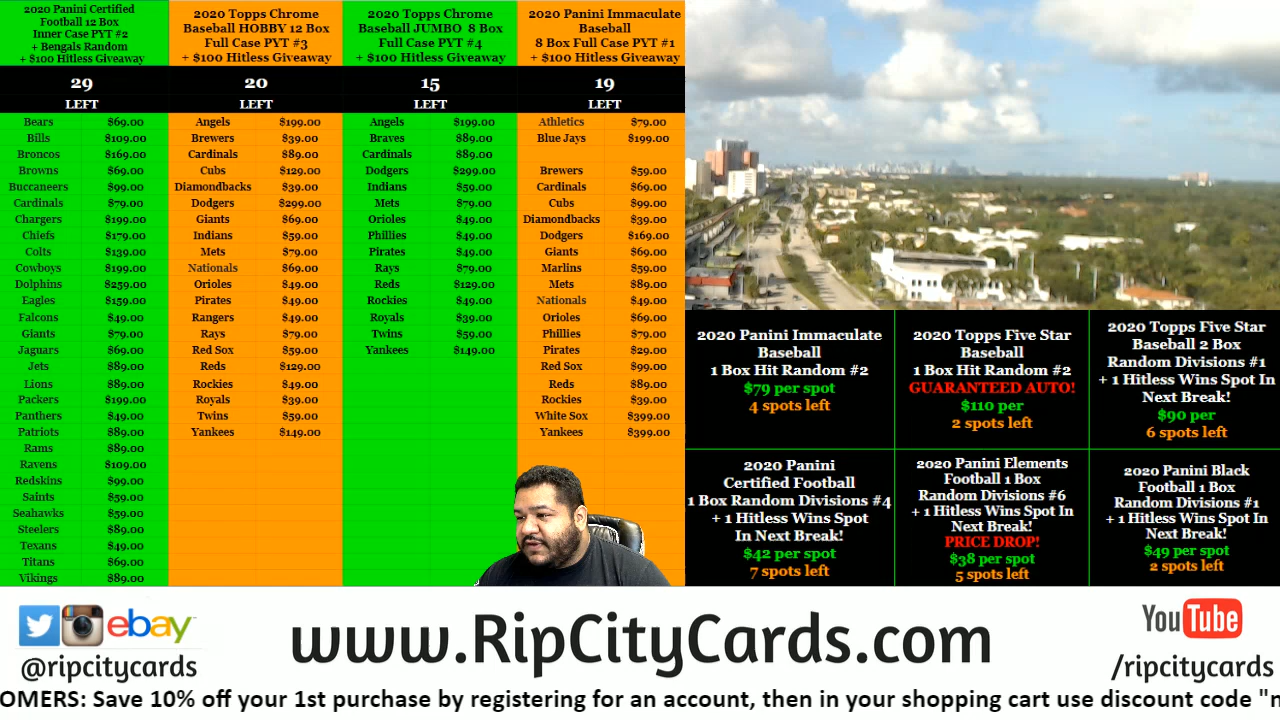 2020 Panini Certified
Football 12 Box
Inner Case PYT #2
+ Bengals Random
+ $100 Hitless Giveaway
29
LEFT
Bears $69.00
Bills $109.00
Broncos $169.00
Browns $69.00
Buccaneers $99.00
Cardinals $79.00
Chargers $199.00
Chiefs $179.00
Colts $139.00
Cowboys $199.00
Dolphins $259.00
Eagles $159.00
Falcons $49.00
Giants $79.00
Jaguars $69.00
Jets $89.00
Lions $89.00
Packers $199.00
Panthers $49.00
Patriots $89.00
Rams $89.00
Ravens $109.00
Redskins $99.00
Saints $59.00
Seahawks $59.00
Steelers $89.00
Texans $49.00
Titans $69.00
Vikings $89.00
2020 Topps Chrome
Baseball HOBBY 12 Box
Full Case PYT #3
+ $100 Hitless Giveaway
20
LEFT
Angels $199.00
Brewers $39.00
Cardinals $89.00
Cubs $129.00
Diamondbacks $39.00
Dodgers $299.00
Giants $69.00
Indians $59.00
Mets $79.00
Nationals $69.00
Orioles $49.00
Pirates $49.00
Rangers $49.00
Rays $79.00
Red Sox $59.00
Reds $129.00
Rockies $49.00
Royals $39.00
Twins $59.00
Yankees $149.00
2020 Topps Chrome
Baseball JUMBO 8 Box
Full Case PYT #4
+ $100 Hitless Giveaway
15
LEFT
Angels $199.00
Braves $89.00
Cardinals $89.00
Dodgers $299.00
Indians $59.00
Mets $79.00
Orioles $49.00
Phillies $49.00
Pirates $49.00
Rays $79.00
Reds $129.00
Rockies $49.00
Royals $39.00
Twins $59.00
Yankees $149.00
2020 Panini Immaculate
Baseball
8 Box Full Case PYT #1
+ $100 Hitless Giveaway
19
LEFT
Athletics $79.00
Blue Jays $199.00
Brewers $59.00
Cardinals $69.00
Cubs $99.00
Diamondbacks $39.00
Dodgers $169.00
Giants $69.00
Marlins $59.00
Mets $89.00
Nationals $49.00
Orioles $69.00
Phillies $79.00
Pirates $29.00
Red Sox $99.00
Reds $89.00
Rockies $39.00
White Sox $399.00
Yankees $399.00
2020 Panini Immaculate
Baseball
1 Box Hit Random #2
$79 per spot
4 spots left
2020 Topps Five Star
Baseball
1 Box Hit Random #2
GUARANTEED AUTO!
$110 per
2 spots left
2020 Topps Five Star
Baseball 2 Box
Random Divisions #1
+ 1 Hitless Wins Spot In
Next Break!
$90 per
6 spots left
2020 Panini
Certified Football
1 Box Random Divisions #4
+ 1 Hitless Wins Spot
In Next Break!
$42 per spot
7 spots left
2020 Panini Elements
Football 1 Box
Random Divisions #6
+ 1 Hitless Wins Spot In
Next Break!
PRICE DROP!
$38 per spot
5 spots left
2020 Panini Black
Football 1 Box
Random Divisions #1
+ 1 Hitless Wins Spot In
Next Break!
$49 per spot
2 spots left
ebay
@ripcitycards
www.RipCityCards.com
YouTube
/ripcitycards
OMERS: Save 10% off your 1st purchase by registering for an account, then in your shopping cart use discount code "n